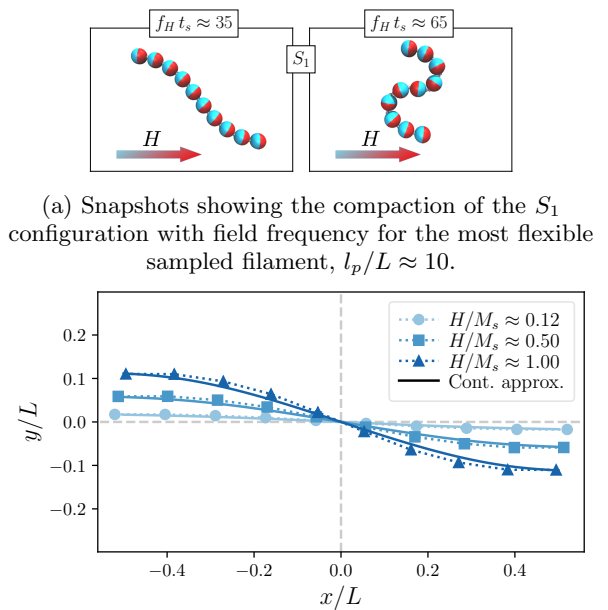 f_H t_s ≈ 35
f_H t_s ≈ 65
S_1
H
H
(a) Snapshots showing the compaction of the S_1
configuration with field frequency for the most flexible
sampled filament, l_p/L ≈ 10.
H/M_s ≈ 0.12
H/M_s ≈ 0.50
H/M_s ≈ 1.00
Cont. approx.
y/L
0.2
0.1
0.0
−0.1
−0.2
−0.4
−0.2
0.0
0.2
0.4
x/L